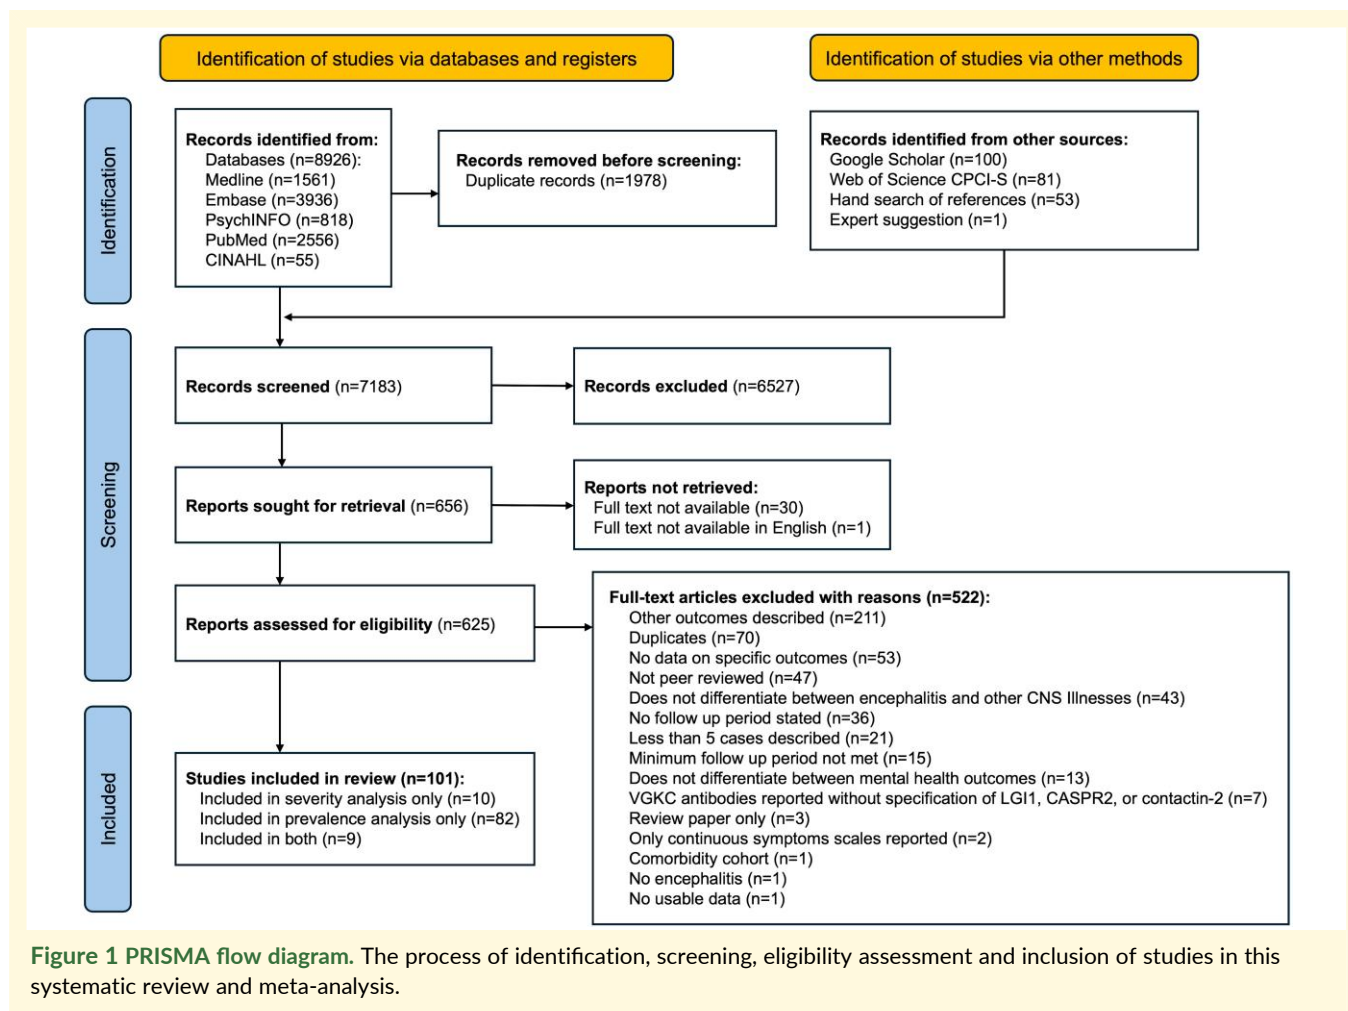 Identification of studies via databases and registers
Identification of studies via other methods
Identification
Records identified from:
Databases (n=8926):
Medline (n=1561)
Embase (n=3936)
PsychINFO (n=818)
PubMed (n=2556)
CINAHL (n=55)
Records removed before screening:
Duplicate records (n=1978)
Records identified from other sources:
Google Scholar (n=100)
Web of Science CPCI-S (n=81)
Hand search of references (n=53)
Expert suggestion (n=1)
Screening
Records screened (n=7183)
Records excluded (n=6527)
Reports sought for retrieval (n=656)
Reports not retrieved:
Full text not available (n=30)
Full text not available in English (n=1)
Reports assessed for eligibility (n=625)
Full-text articles excluded with reasons (n=522):
Other outcomes described (n=211)
Duplicates (n=70)
No data on specific outcomes (n=53)
Not peer reviewed (n=47)
Does not differentiate between encephalitis and other CNS Illnesses (n=43)
No follow up period stated (n=36)
Less than 5 cases described (n=21)
Minimum follow up period not met (n=15)
Does not differentiate between mental health outcomes (n=13)
VGKC antibodies reported without specification of LGI1, CASPR2, or contactin-2 (n=7)
Review paper only (n=3)
Only continuous symptoms scales reported (n=2)
Comorbidity cohort (n=1)
No encephalitis (n=1)
No usable data (n=1)
Included
Studies included in review (n=101):
Included in severity analysis only (n=10)
Included in prevalence analysis only (n=82)
Included in both (n=9)
Figure 1 PRISMA flow diagram. The process of identification, screening, eligibility assessment and inclusion of studies in this
systematic review and meta-analysis.